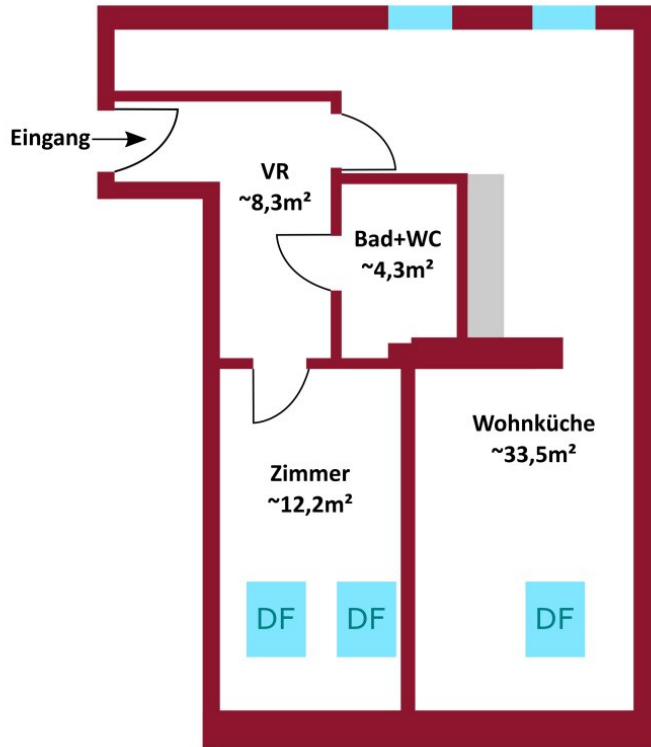 Eingang
VR
~8,3m²
Bad+WC
~4,3m²
Wohnküche
~33,5m²
Zimmer
~12,2m²
DF
DF
DF